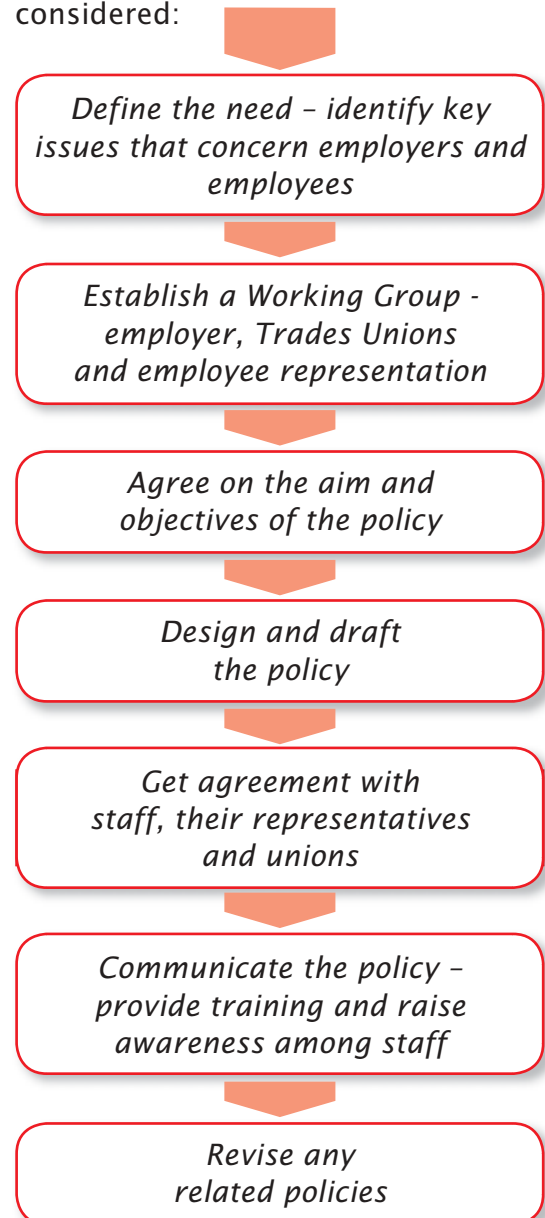 considered:
Define the need – identify key
issues that concern employers and
employees
Establish a Working Group -
employer, Trades Unions
and employee representation
Agree on the aim and
objectives of the policy
Design and draft
the policy
Get agreement with
staff, their representatives
and unions
Communicate the policy –
provide training and raise
awareness among staff
Revise any
related policies